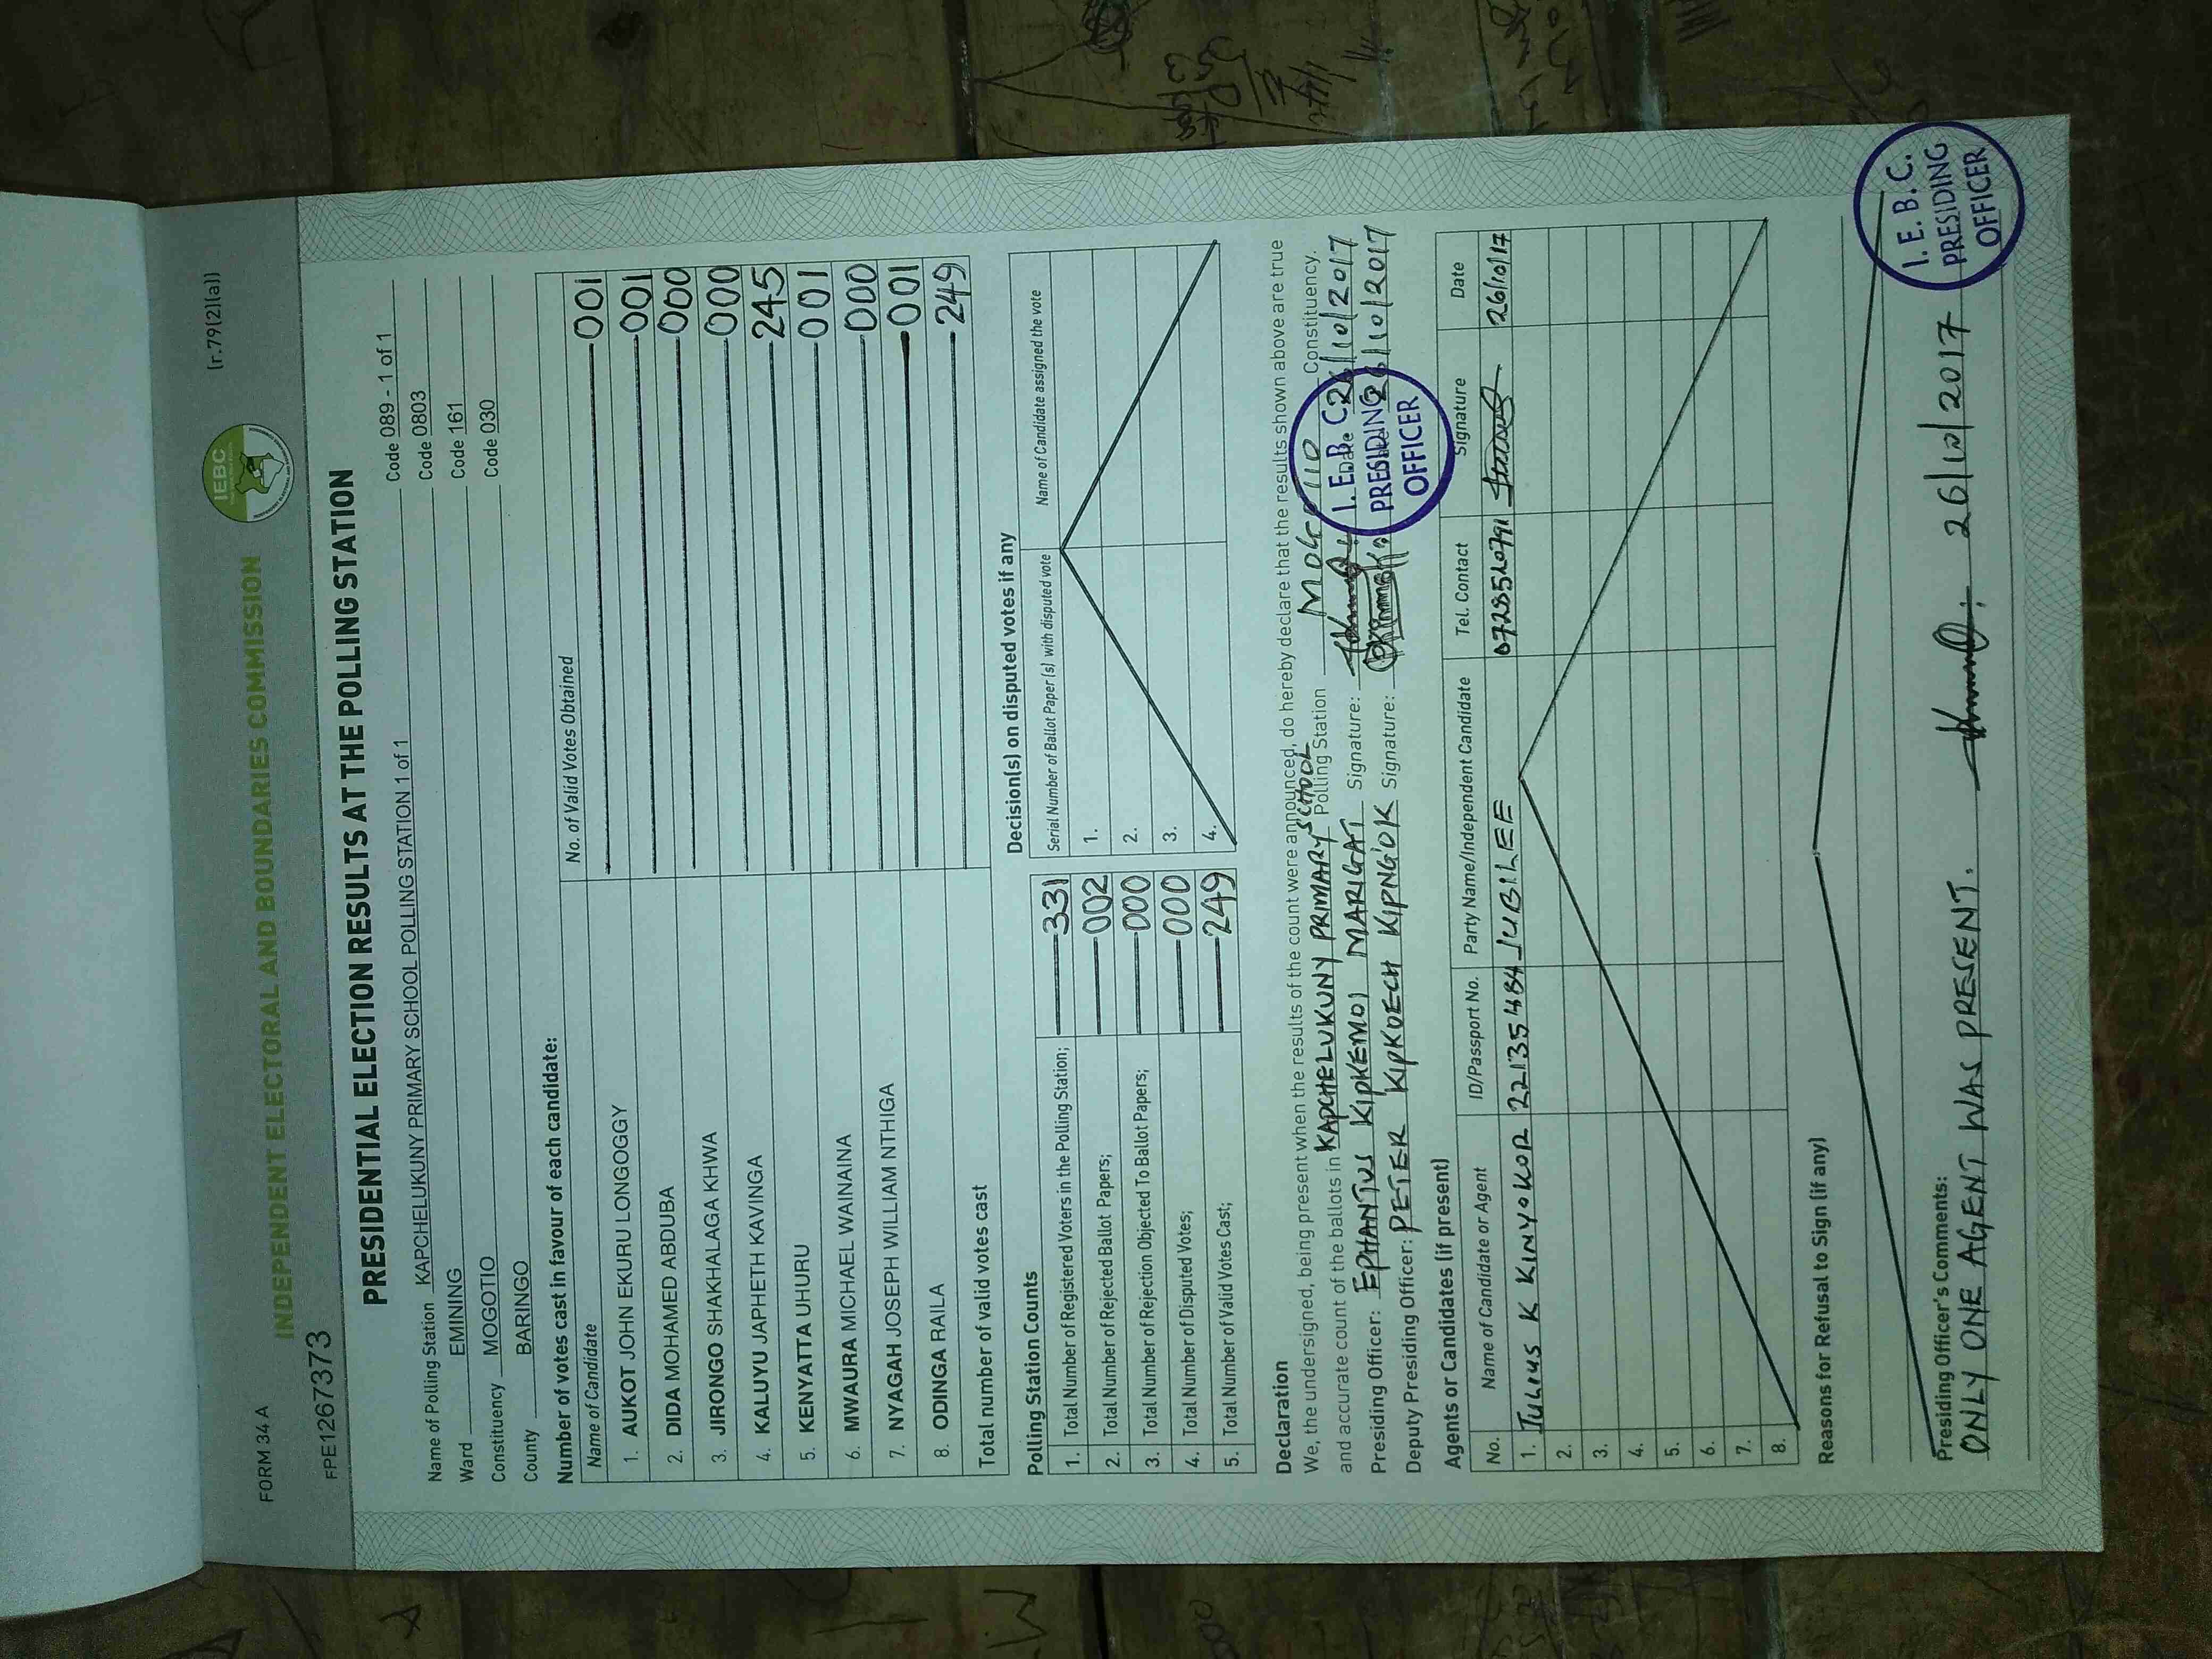 FORM 34 A
(r.79(2)(a))
IEBC
INDEPENDENT ELECTORAL AND BOUNDARIES COMMISSION
FPE1267373
PRESIDENTIAL ELECTION RESULTS AT THE POLLING STATION
Name of Polling Station KAPCHELUKUNY PRIMARY SCHOOL POLLING STATION 1 of 1 Code 089 - 1 of 1
Ward EMINING Code 0803
Constituency MOGOTIO Code 161
County BARINGO Code 030
Number of votes cast in favour of each candidate:
Name of Candidate No. of Valid Votes Obtained
1. AUKOT JOHN EKURU LONGOGGY 001
2. DIDA MOHAMED ABDUBA 001
3. JIRONGO SHAKHALAGA KHWA 000
4. KALUYU JAPHETH KAVINGA 000
5. KENYATTA UHURU 245
6. MWAURA MICHAEL WAINAINA 001
7. NYAGAH JOSEPH WILLIAM NTHIGA 000
8. ODINGA RAILA 001
Total number of valid votes cast 249
Polling Station Counts
1. Total Number of Registered Voters in the Polling Station; 331
2. Total Number of Rejected Ballot Papers; 002
3. Total Number of Rejection Objected To Ballot Papers; 000
4. Total Number of Disputed Votes; 000
5. Total Number of Valid Votes Cast; 249
Decision(s) on disputed votes if any
Serial Number of Ballot Paper (s) with disputed vote Name of Candidate assigned the vote
1.
2.
3.
4.
Declaration
We, the undersigned, being present when the results of the count were announced, do hereby declare that the results shown above are true
and accurate count of the ballots in KAPCHELUKUNY PRIMARY SCHOOL Polling Station MOGOTIO Constituency.
Presiding Officer: EPHANTUS KIPKEMOI MARIGAT Signature: Date 26/10/2017
Deputy Presiding Officer: PETER KIPKOECH KIPNG'OK Signature: 26/10/2017
I.E.B.C.
PRESIDING
OFFICER
Agents or Candidates (if present)
No. Name of Candidate or Agent ID/Passport No. Party Name/Independent Candidate Tel. Contact Signature Date
1. Julius K KINYOKOR 22135484 JUBILEE 0728520791 26/10/17
2.
3.
4.
5.
6.
7.
8.
Reasons for Refusal to Sign (if any)
Presiding Officer's Comments:
ONLY ONE AGENT WAS PRESENT. 26/10/2017
I.E.B.C.
PRESIDING
OFFICER